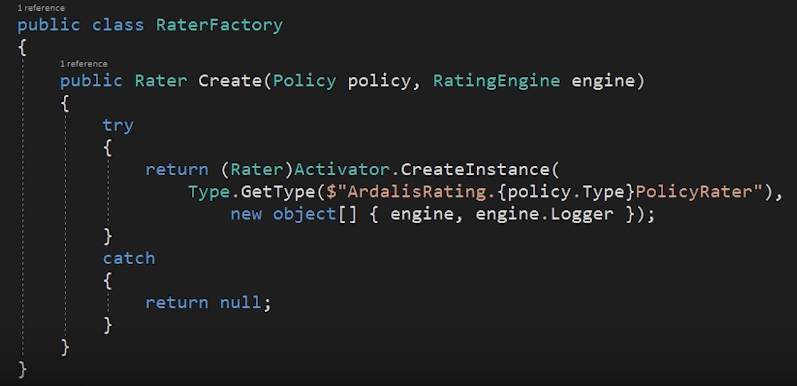 1 reference
public class RaterFactory
{
1 reference
public Rater Create(Policy policy, RatingEngine engine)
{
try
{
return (Rater)Activator.CreateInstance(
Type.GetType($"ArdalisRating.{policy.Type}PolicyRater"),
new object[] { engine, engine.Logger });
}
catch
{
return null;
}
}
}